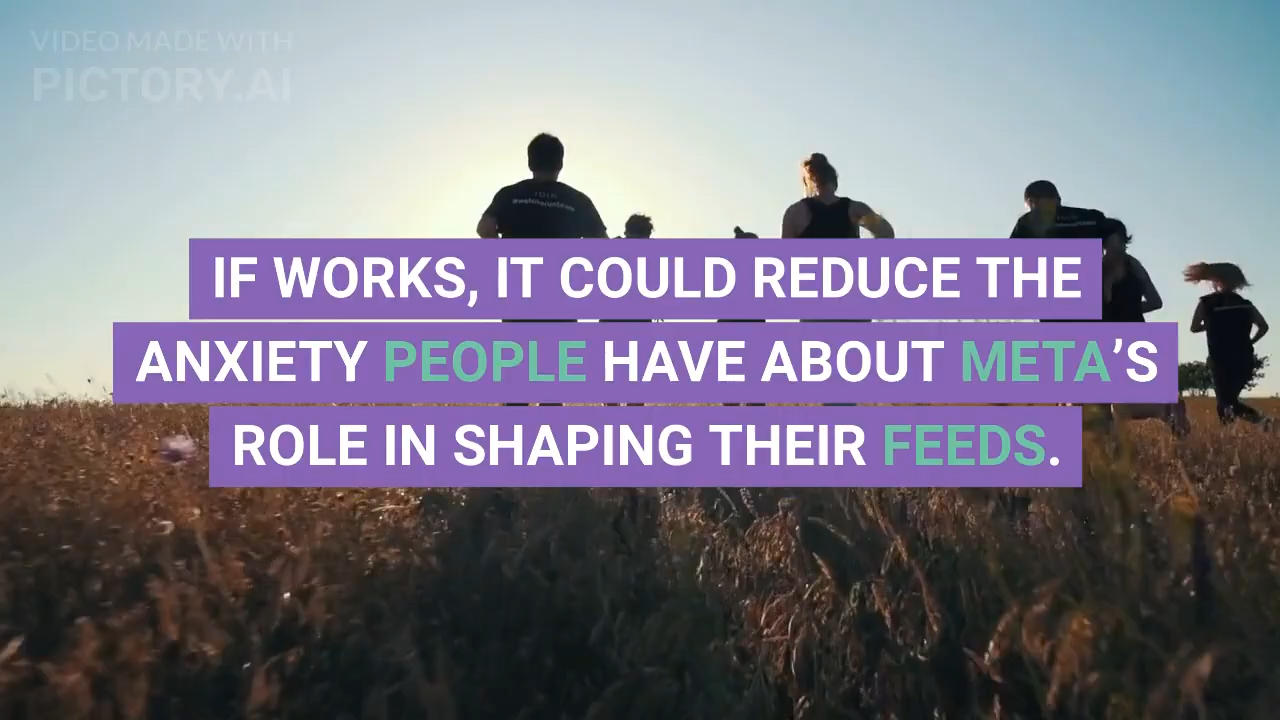 VIDEO MADE WITH
PICTORY.AI
IF WORKS, IT COULD REDUCE THE
ANXIETY PEOPLE HAVE ABOUT META’S
ROLE IN SHAPING THEIR FEEDS.